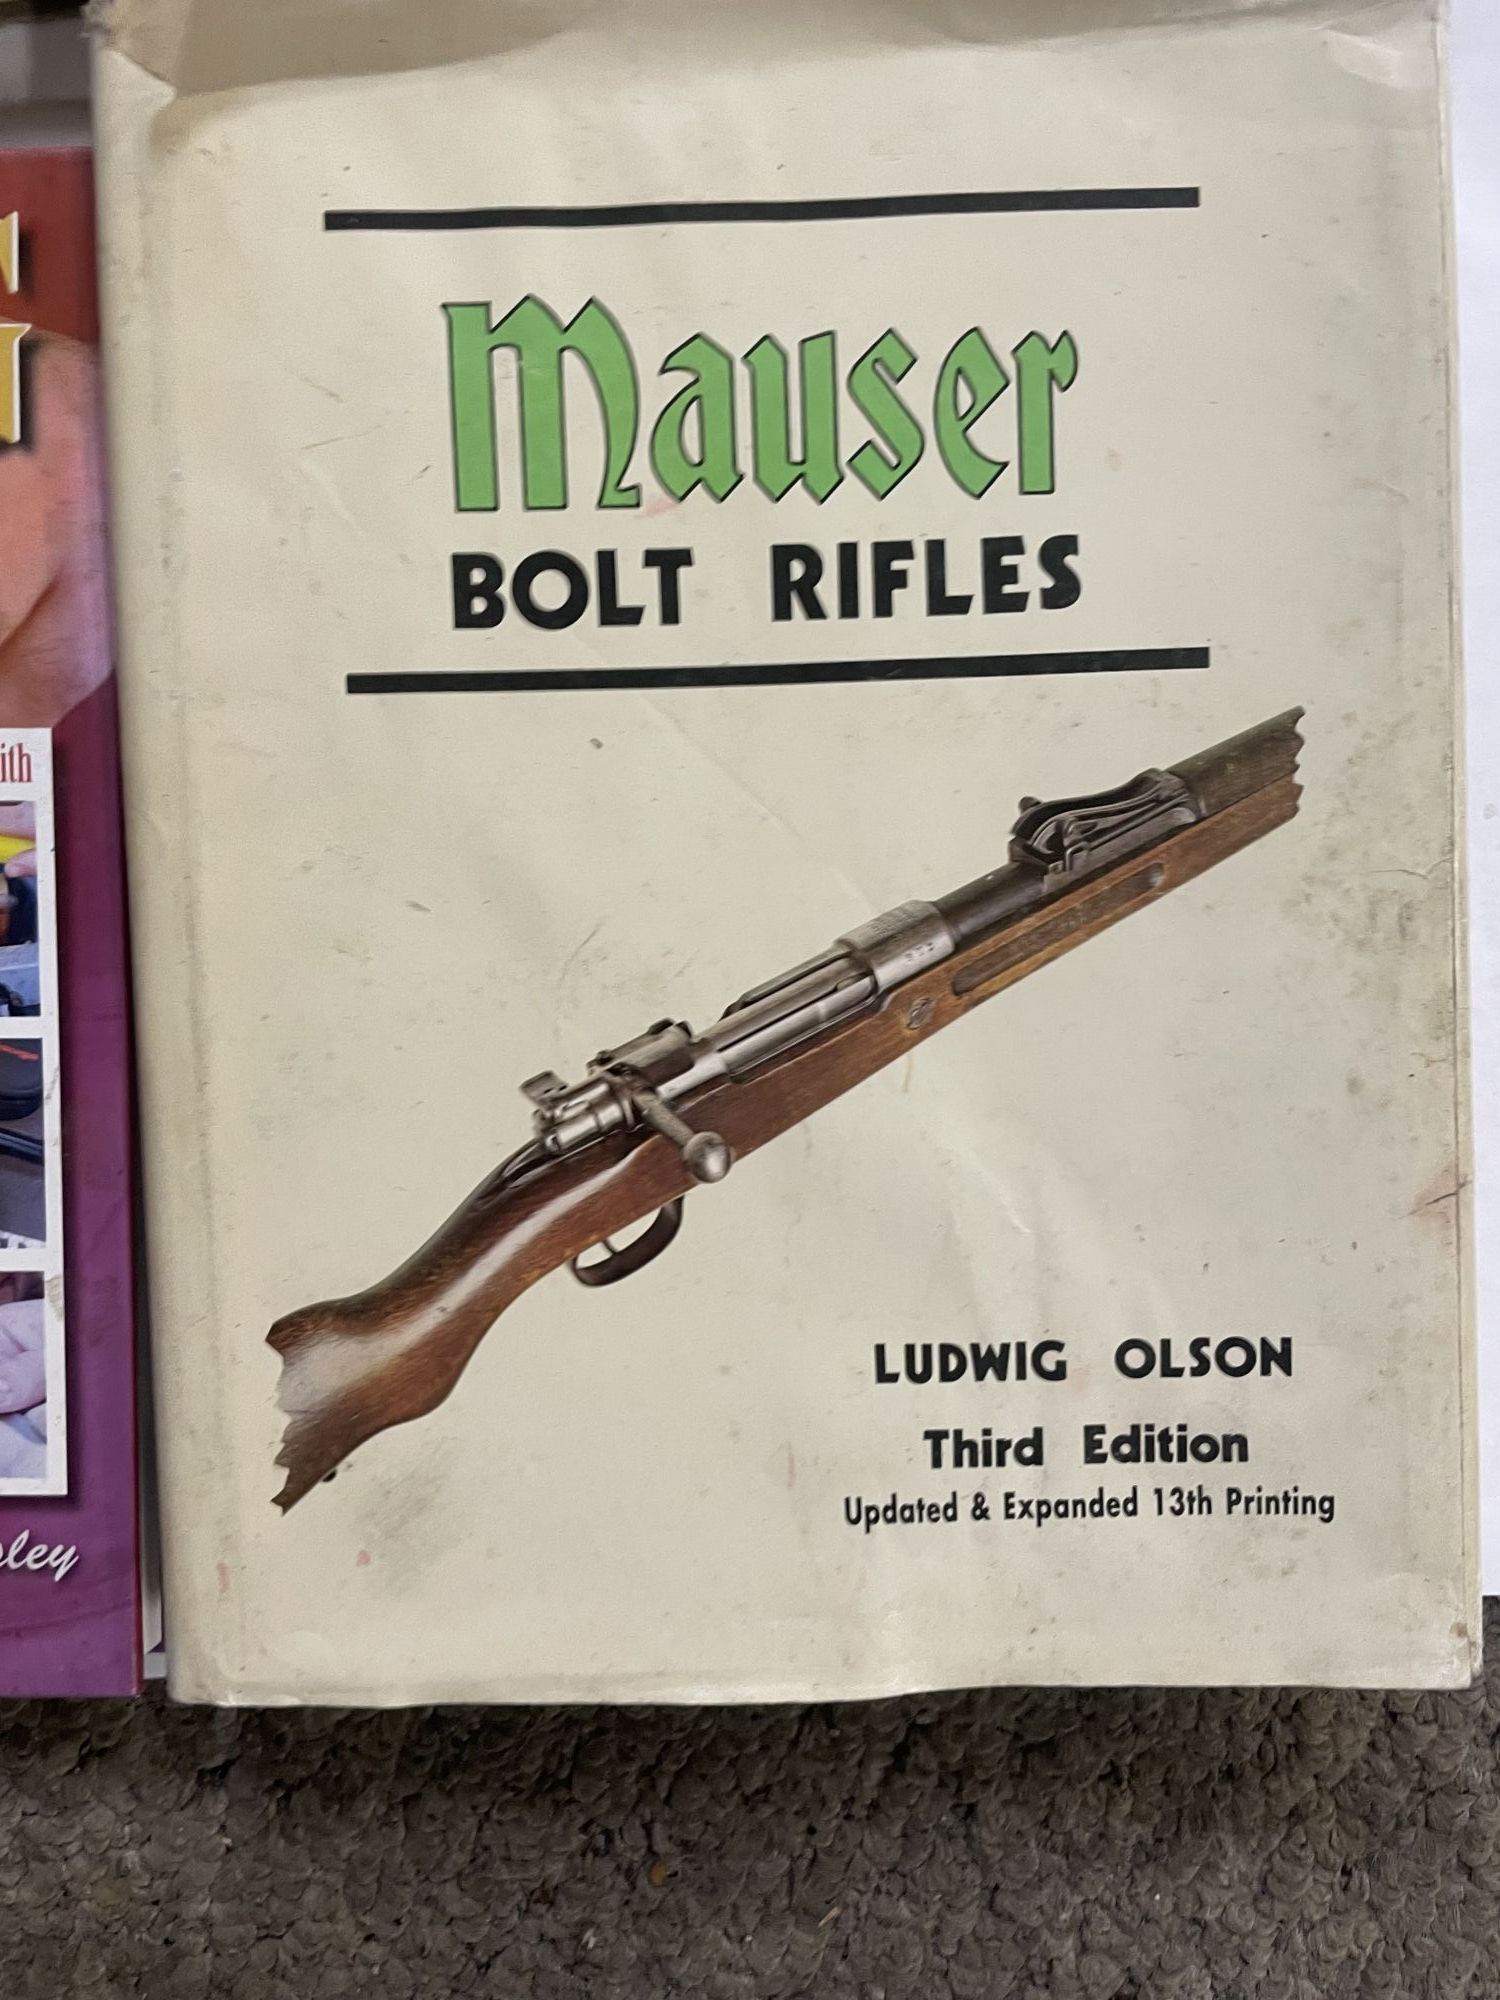 Mauser
BOLT RIFLES
LUDWIG OLSON
Third Edition
Updated & Expanded 13th Printing